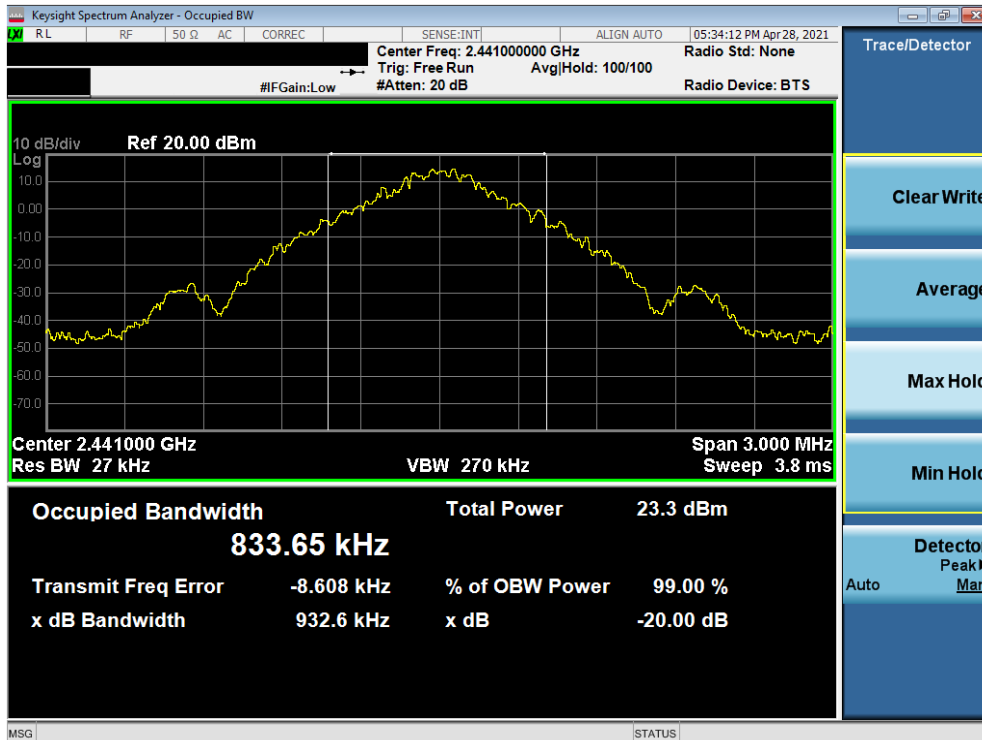 Keysight Spectrum Analyzer - Occupied BW
LXI RL RF 50 Ω AC CORREC SENSE:INT ALIGN AUTO 05:34:12 PM Apr 28, 2021
Center Freq: 2.441000000 GHz Radio Std: None
Trig: Free Run Avg|Hold: 100/100
#IFGain:Low #Atten: 20 dB Radio Device: BTS
10 dB/div Ref 20.00 dBm
Log
10.0
0.00
-10.0
-20.0
-30.0
-40.0
-50.0
-60.0
-70.0
Center 2.441000 GHz Span 3.000 MHz
Res BW 27 kHz VBW 270 kHz Sweep 3.8 ms
Occupied Bandwidth Total Power 23.3 dBm
833.65 kHz
Transmit Freq Error -8.608 kHz % of OBW Power 99.00 %
x dB Bandwidth 932.6 kHz x dB -20.00 dB
MSG STATUS
Trace/Detector
Clear Write
Average
Max Hold
Min Hold
Detector
Peak
Auto Man